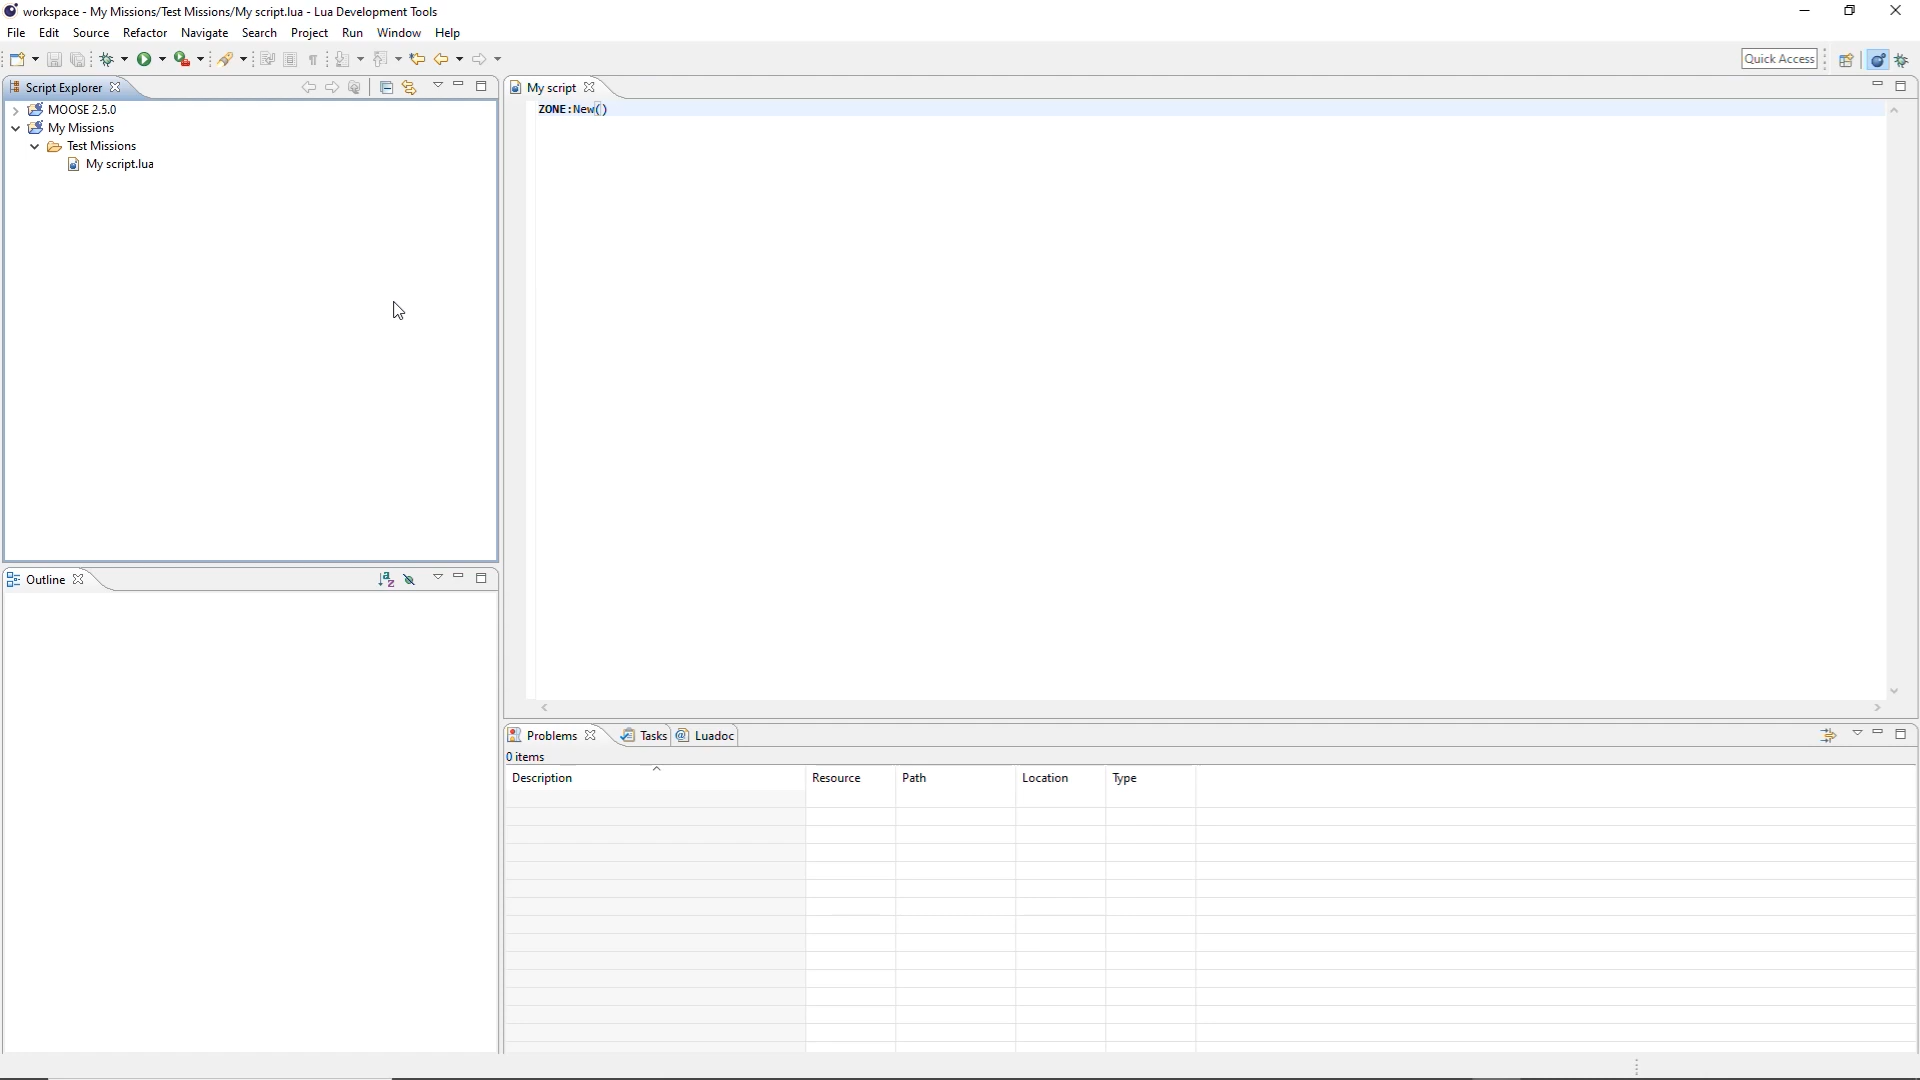 workspace - My Missions/Test Missions/My script.lua - Lua Development Tools
File Edit Source Refactor Navigate Search Project Run Window Help
Quick Access
Script Explorer
MOOSE 2.5.0
My Missions
Test Missions
My script.lua
My script
ZONE:New()
Outline
Problems Tasks Luadoc
0 items
Description Resource Path Location Type